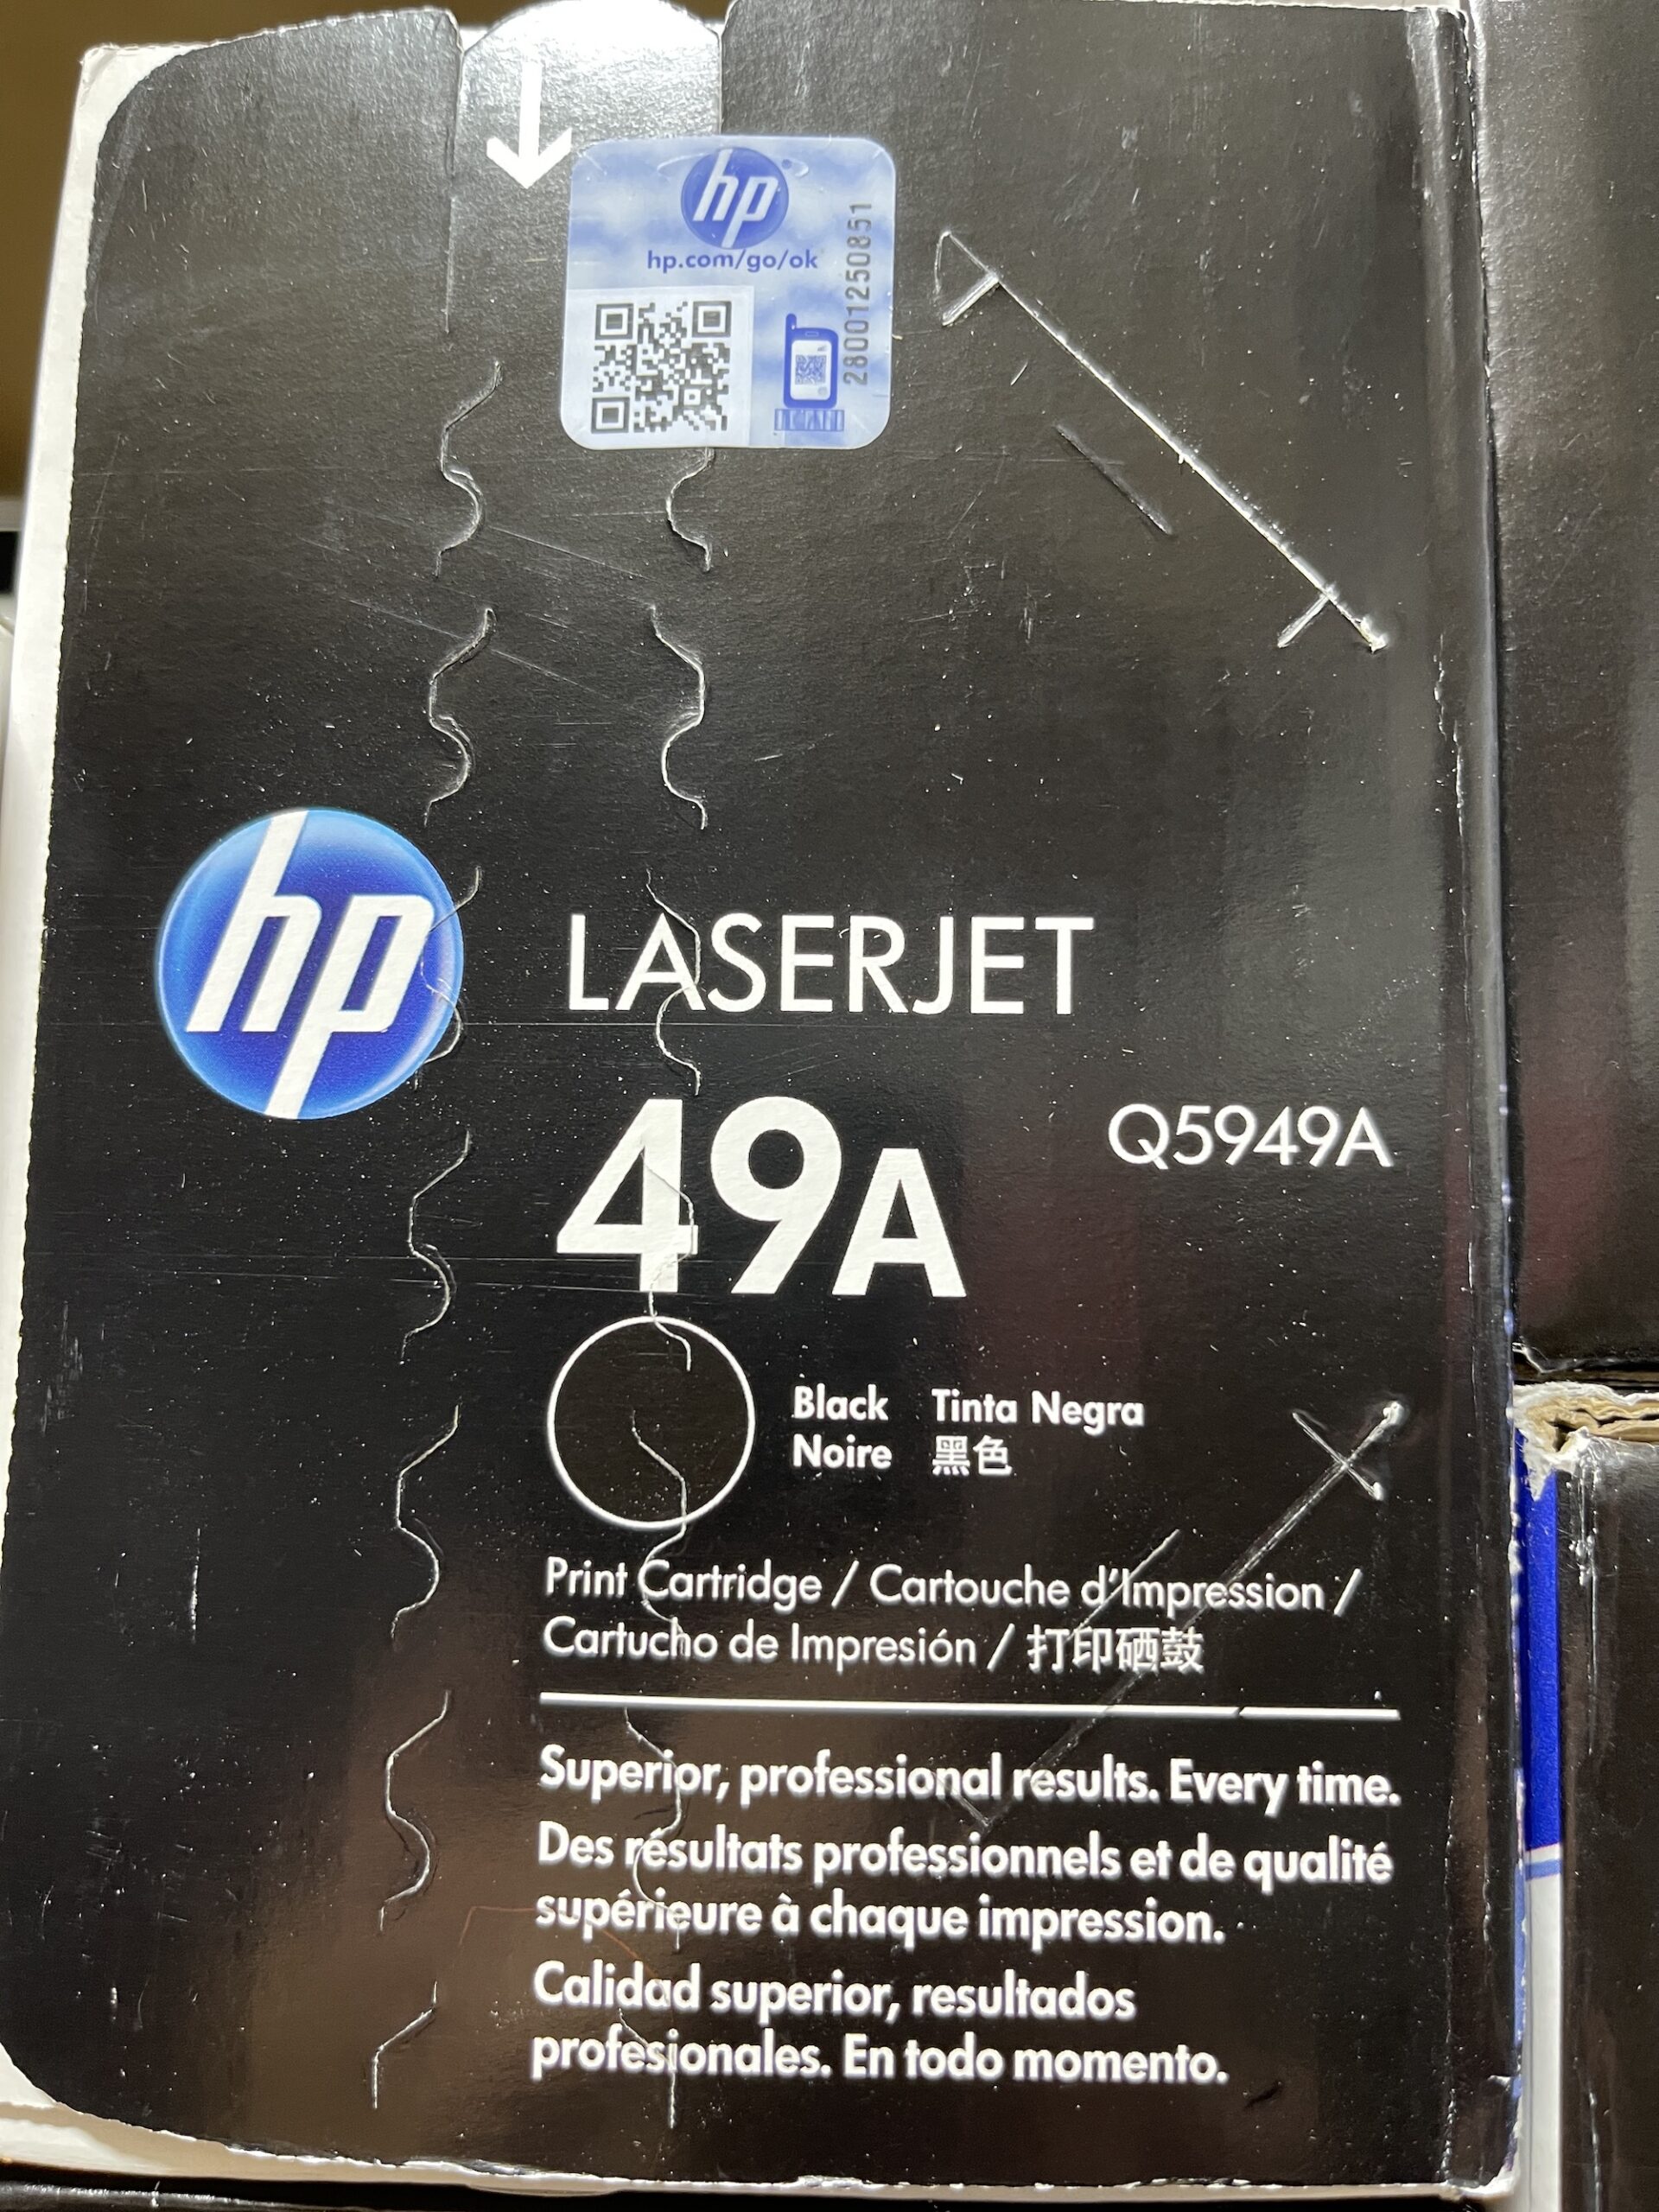 hp
hp.com/go/ok
28001250851
hp
LASERJET
49A
Q5949A
Black Tinta Negra
Noire 黑色
Print Cartridge / Cartouche d'Impression /
Cartucho de Impresión / 打印硒鼓
Superior, professional results. Every time.
Des résultats professionnels et de qualité
supérieure à chaque impression.
Calidad superior, resultados
profesionales. En todo momento.